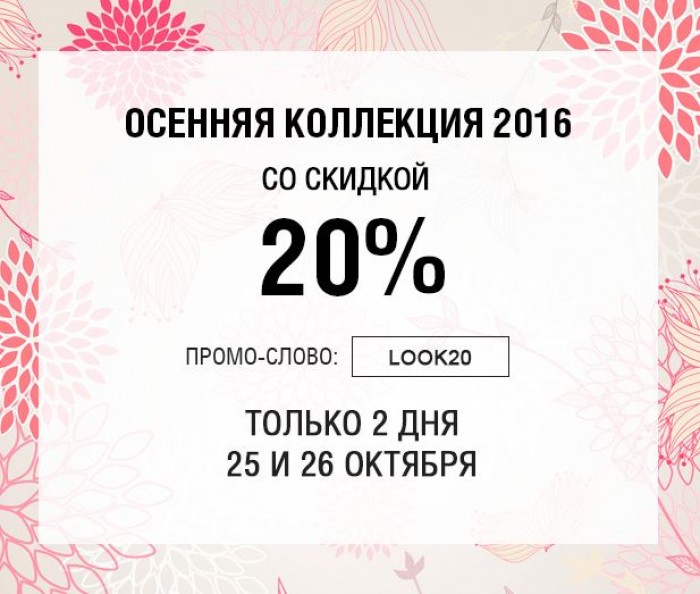 ОСЕННЯЯ КОЛЛЕКЦИЯ 2016
СО СКИДКОЙ
20%
ПРОМО-СЛОВО: LOOK20
ТОЛЬКО 2 ДНЯ
25 И 26 ОКТЯБРЯ